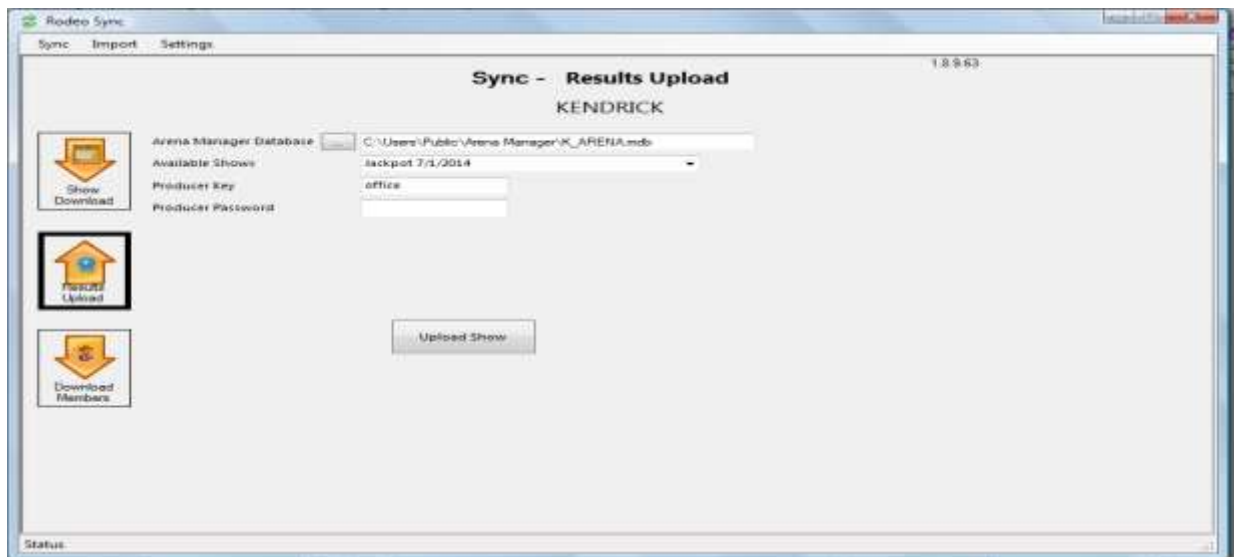 Rodeo Sync
Sync Import Settings
1.8.9.63
Sync - Results Upload
KENDRICK
Arena Manager Database ... C:\Users\Public\Arena Manager\K_ARENA.mdb
Available Shows Jackpot 7/1/2014
Producer Key office
Producer Password
Show
Download
Results
Upload
Upload Show
Download
Members
Status